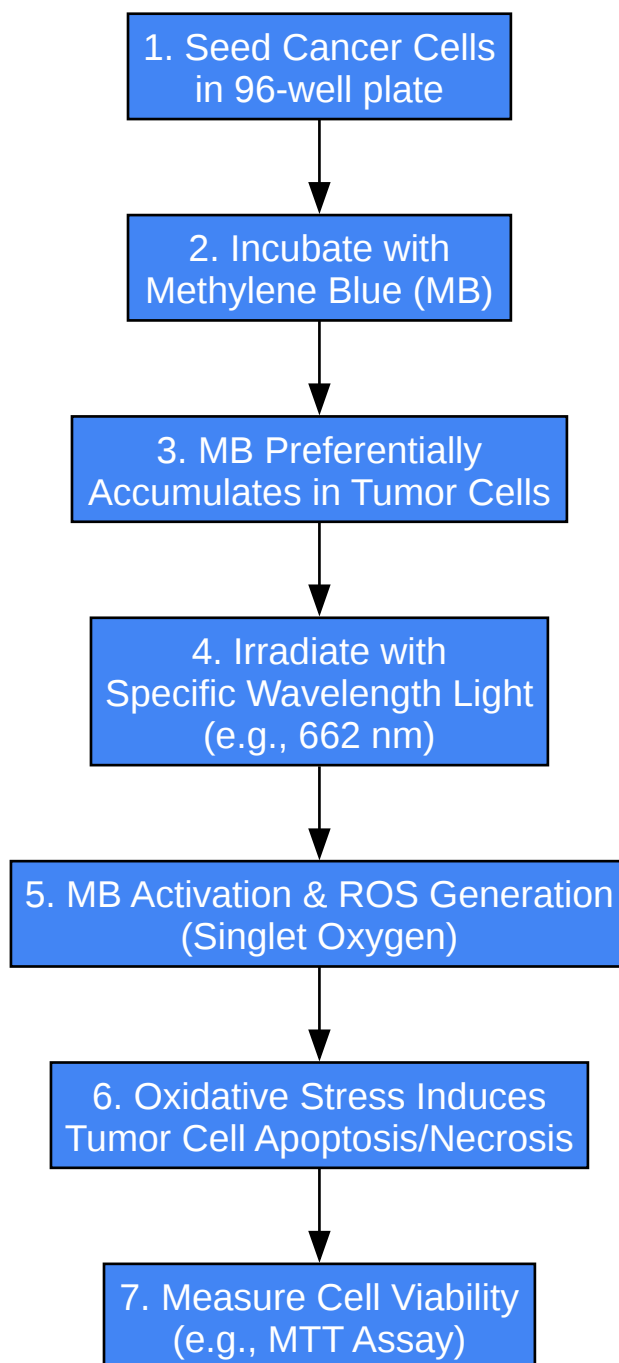 1. Seed Cancer Cells
in 96-well plate
2. Incubate with
Methylene Blue (MB)
3. MB Preferentially
Accumulates in Tumor Cells
4. Irradiate with
Specific Wavelength Light
(e.g., 662 nm)
5. MB Activation & ROS Generation
(Singlet Oxygen)
6. Oxidative Stress Induces
Tumor Cell Apoptosis/Necrosis
7. Measure Cell Viability
(e.g., MTT Assay)